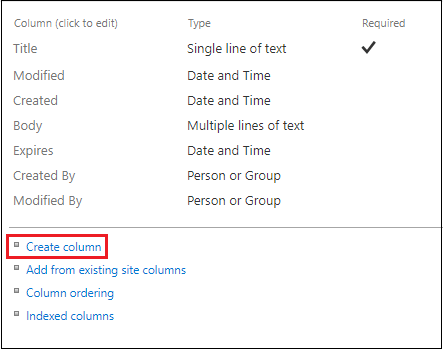 Column (click to edit) Type Required
Title Single line of text ✔
Modified Date and Time
Created Date and Time
Body Multiple lines of text
Expires Date and Time
Created By Person or Group
Modified By Person or Group
Create column
Add from existing site columns
Column ordering
Indexed columns